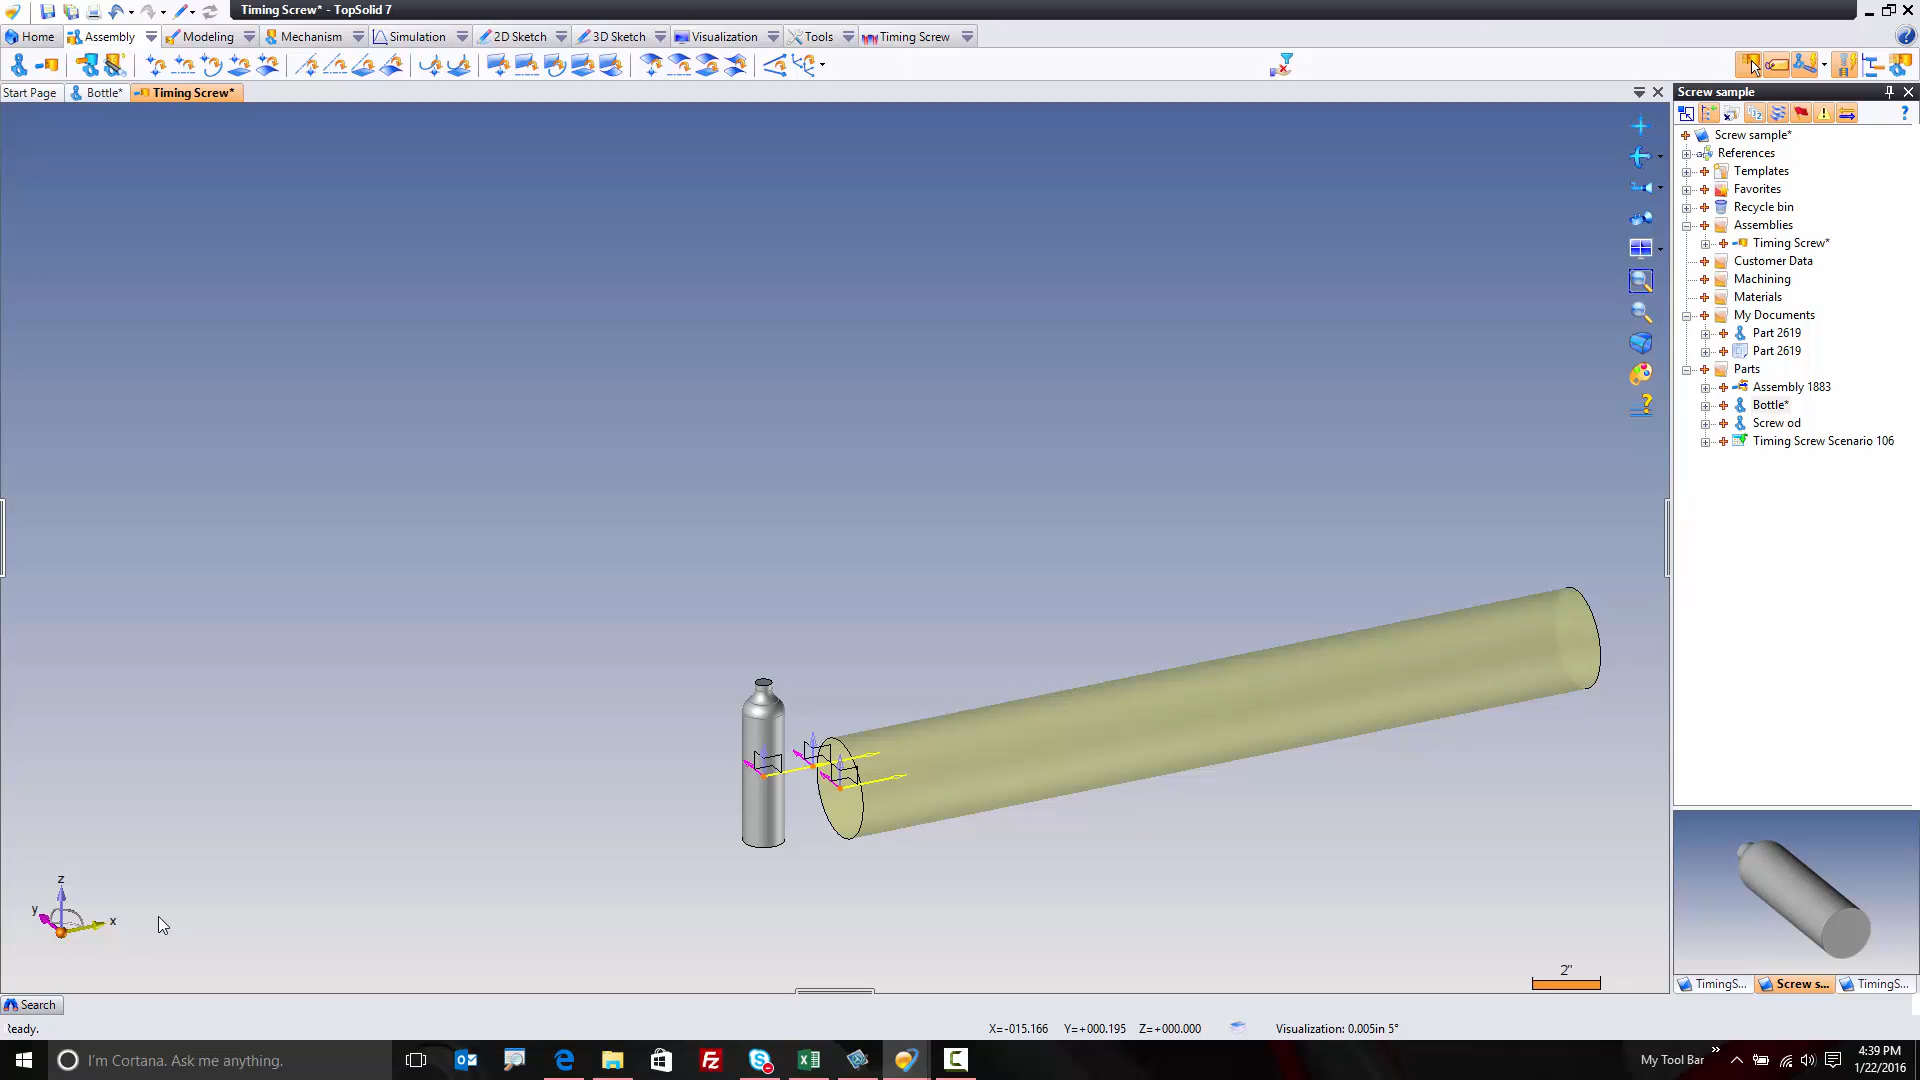 Timing Screw* - TopSolid 7
Home Assembly Modeling Mechanism Simulation 2D Sketch 3D Sketch Visualization Tools Timing Screw
Start Page Bottle* Timing Screw*
Screw sample
Screw sample*
References
Templates
Favorites
Recycle bin
Assemblies
Timing Screw*
Customer Data
Machining
Materials
My Documents
Part 2619
Part 2619
Parts
Assembly 1883
Bottle*
Screw od
Timing Screw Scenario 106
z
y
x
2"
TimingS... Screw s... TimingS...
Search
Ready. X=-015.166 Y=+000.195 Z=+000.000 Visualization: 0.005in 5°
I'm Cortana. Ask me anything.
My Tool Bar
4:39 PM
1/22/2016